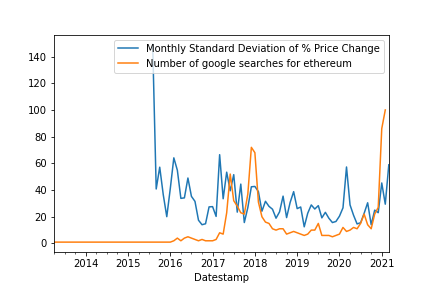 Monthly Standard Deviation of % Price Change
Number of google searches for ethereum
140
120
100
80
60
40
20
0
2014 2015 2016 2017 2018 2019 2020 2021
Datestamp